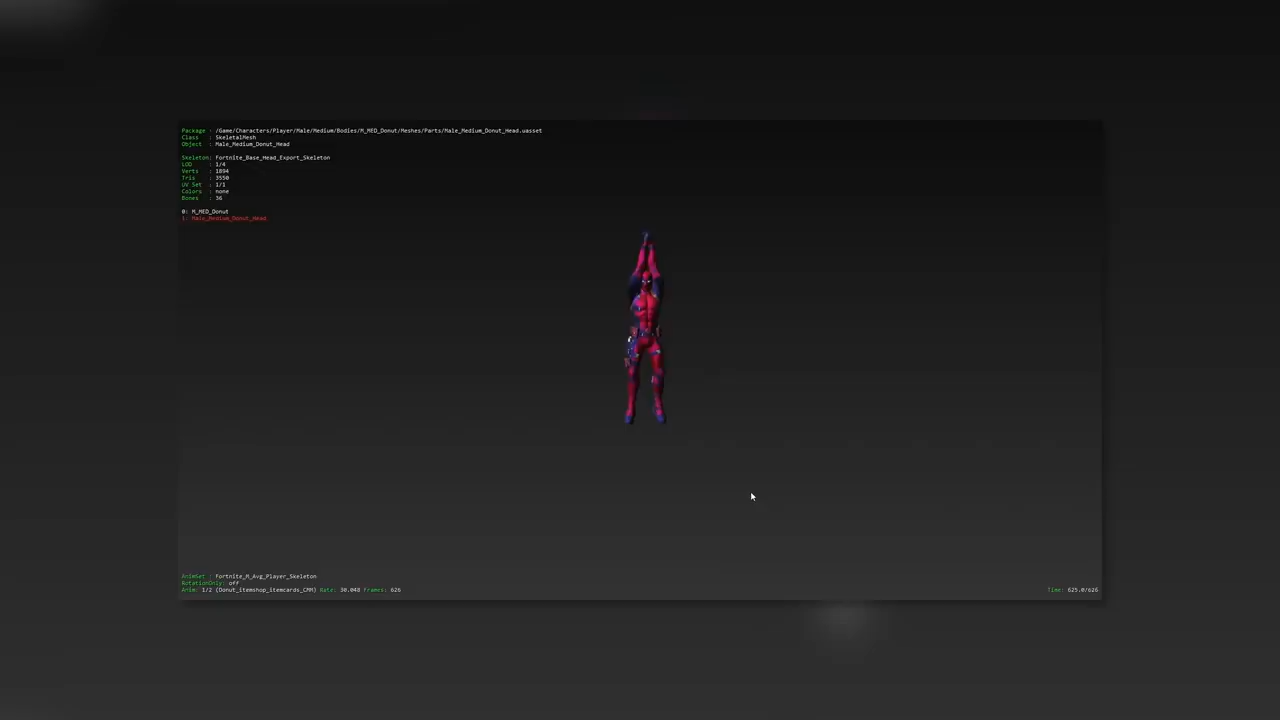 Package : /Game/Characters/Player/Male/Medium/Bodies/M_MED_Donut/Meshes/Parts/Male_Medium_Donut_Head.uasset
Class : SkeletalMesh
Object : Male_Medium_Donut_Head
Skeleton: Fortnite_Base_Head_Export_Skeleton
LOD : 1/4
Verts : 1894
Tris : 3550
UV Set : 1/1
Colors : none
Bones : 36
0: M_MED_Donut
1: Male_Medium_Donut_Head
AnimSet : Fortnite_M_Avg_Player_Skeleton
RotationOnly: off
Anim: 1/2 (Donut_itemshop_itemcards_CMM) Rate: 30.048 Frames: 626
Time: 625.0/626